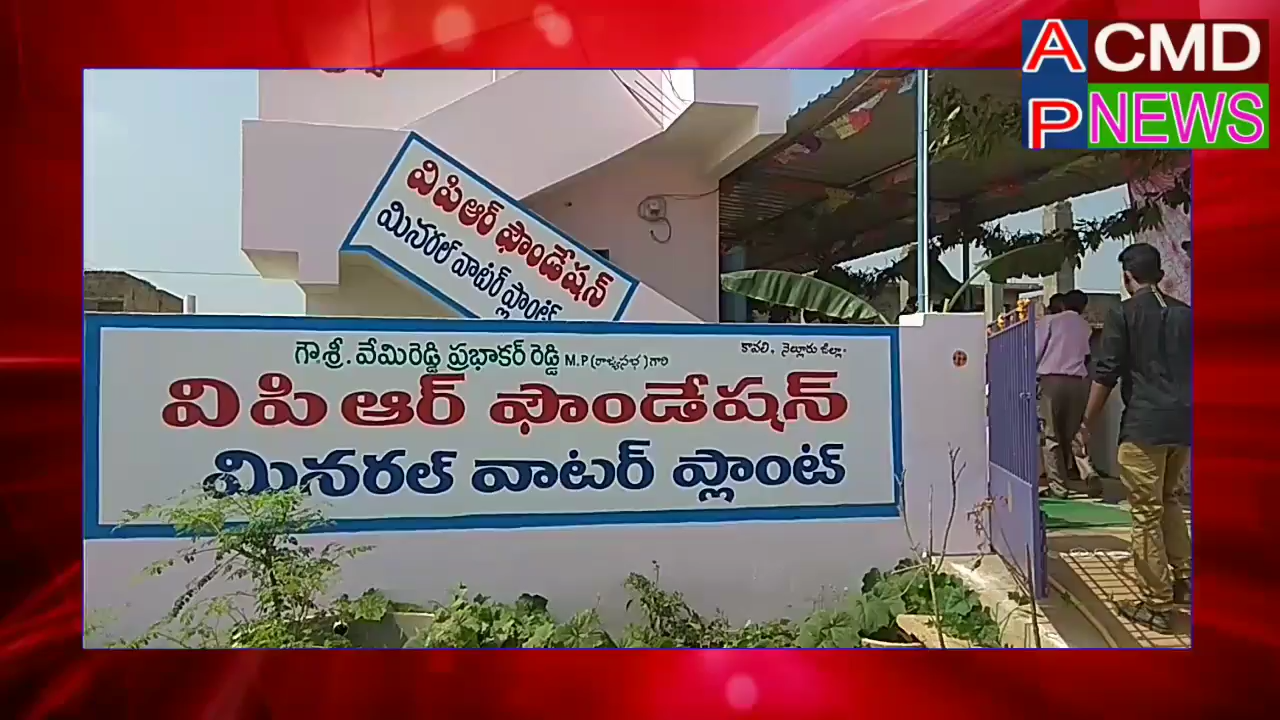 ACMD
AP NEWS
విపిఆర్ ఫౌండేషన్
మినరల్ వాటర్ ప్లాంట్
గౌశ్రీ. వేమిరెడ్డి ప్రభాకర్ రెడ్డి M.P (రాజ్యసభ) గారి
కావలి, నెల్లూరు జిల్లా.
విపిఆర్ ఫౌండేషన్
మినరల్ వాటర్ ప్లాంట్